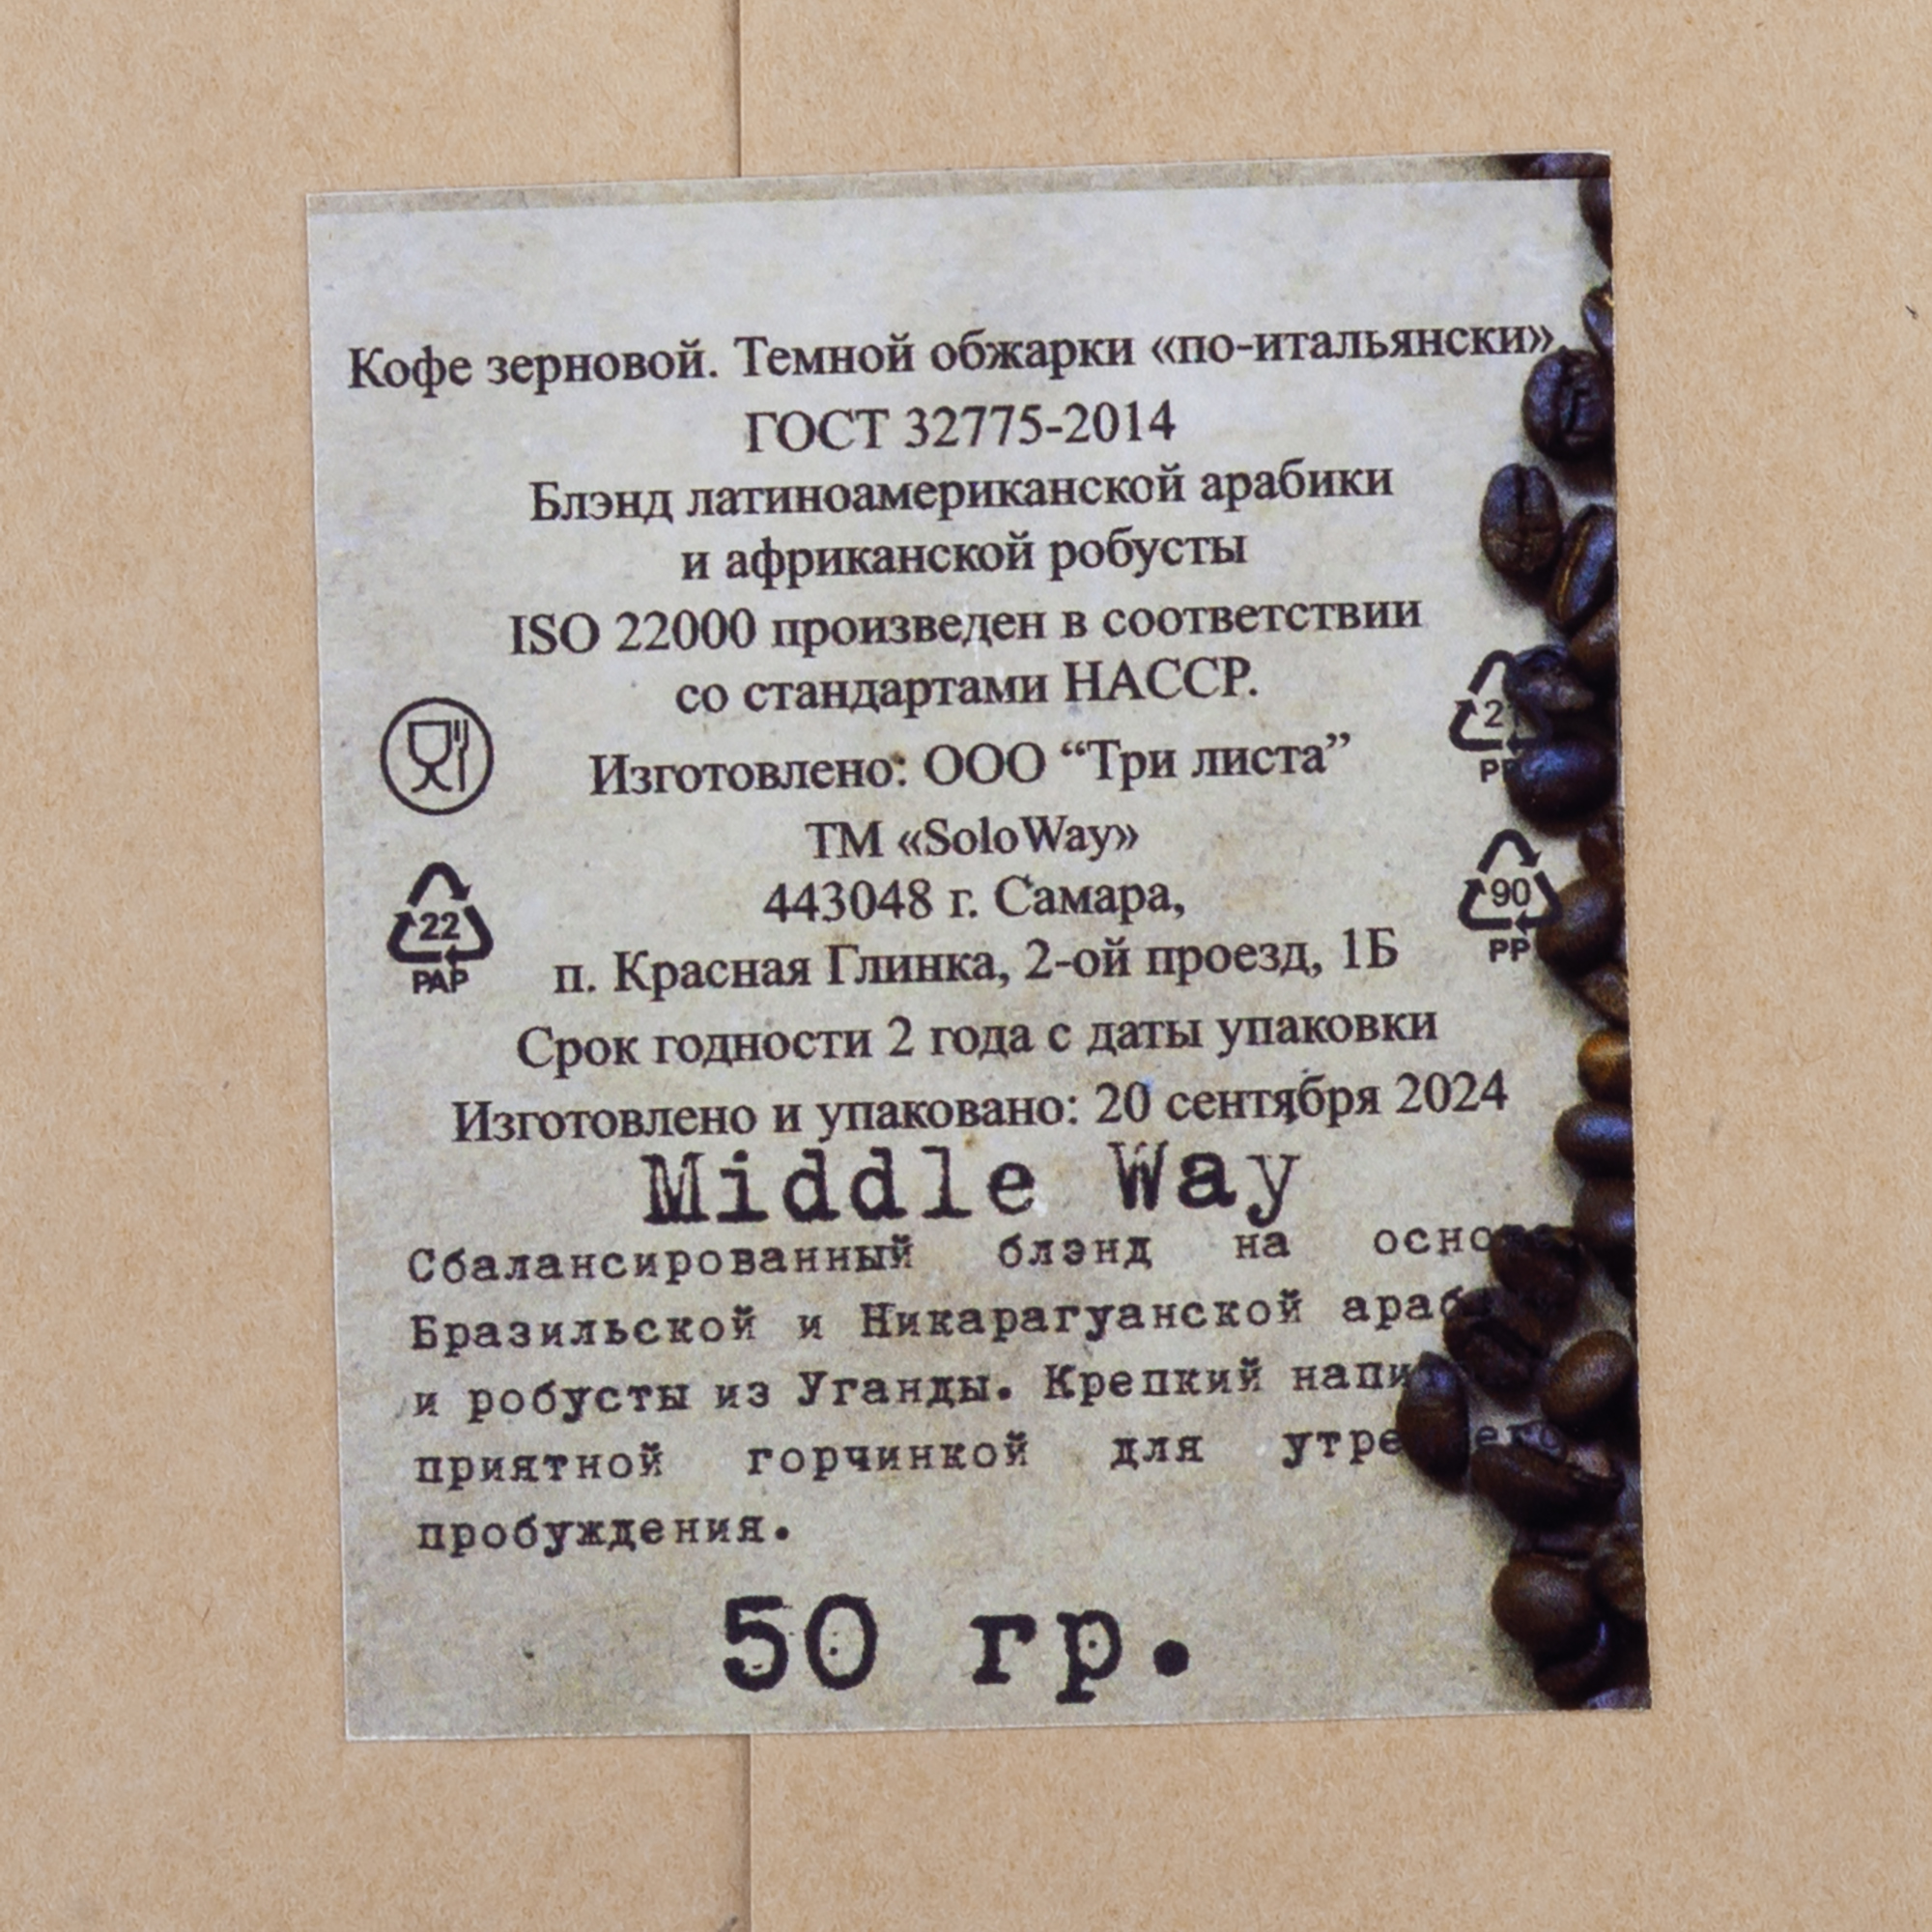 Кофе зерновой. Темной обжарки «по-итальянски».
ГОСТ 32775-2014
Блэнд латиноамериканской арабики
и африканской робусты
ISO 22000 произведен в соответствии
со стандартами НАССР.
Изготовлено: ООО “Три листа”
ТМ «SoloWay»
443048 г. Самара,
п. Красная Глинка, 2-ой проезд, 1Б
22
PAP
90
PP
Срок годности 2 года с даты упаковки
Изготовлено и упаковано: 20 сентября 2024
Middle Way
Сбалансированный блэнд на основе
Бразильской и Никарагуанской
и робусты из Уганды. Крепкий
приятной горчинкой для
пробуждения.
50 гр.